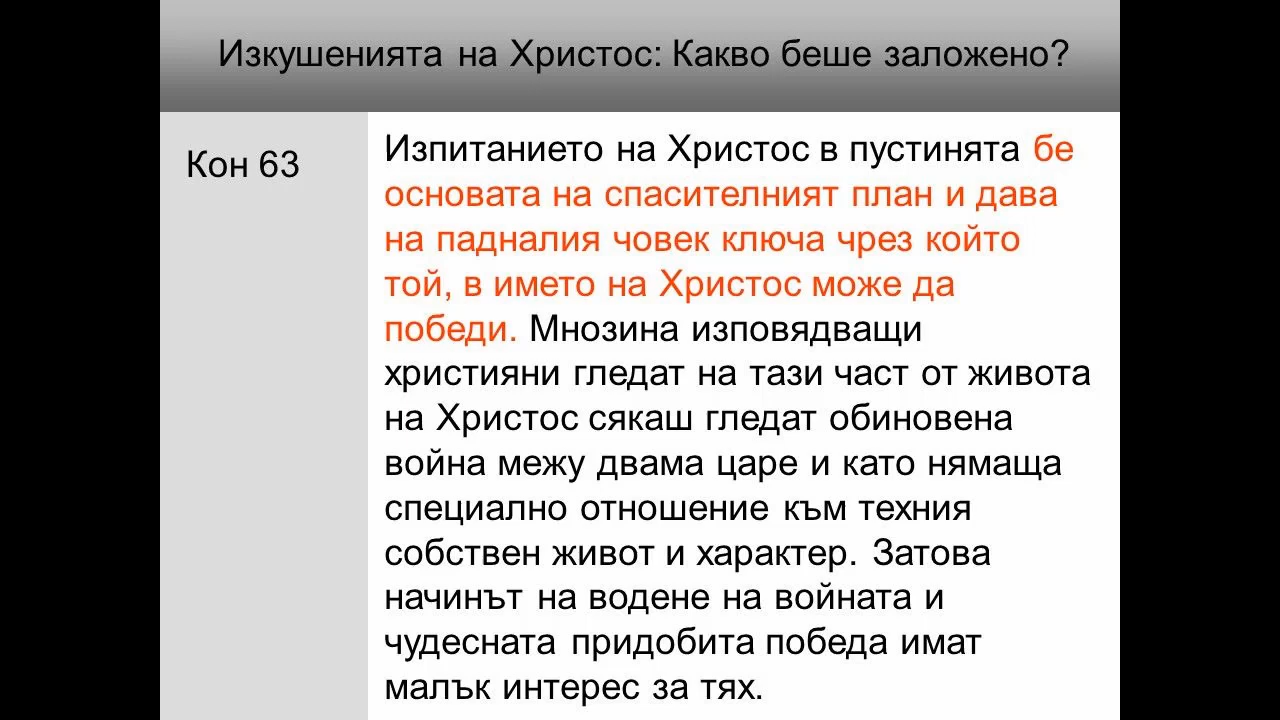 Изкушенията на Христос: Какво беше заложено?
Кон 63
Изпитанието на Христос в пустинята бе
основата на спасителният план и дава
на падналия човек ключа чрез който
той, в името на Христос може да
победи. Мнозина изповядващи
християни гледат на тази част от живота
на Христос сякаш гледат обиновена
война межу двама царе и като нямаща
специално отношение към техния
собствен живот и характер. Затова
начинът на водене на войната и
чудесната придобита победа имат
малък интерес за тях.